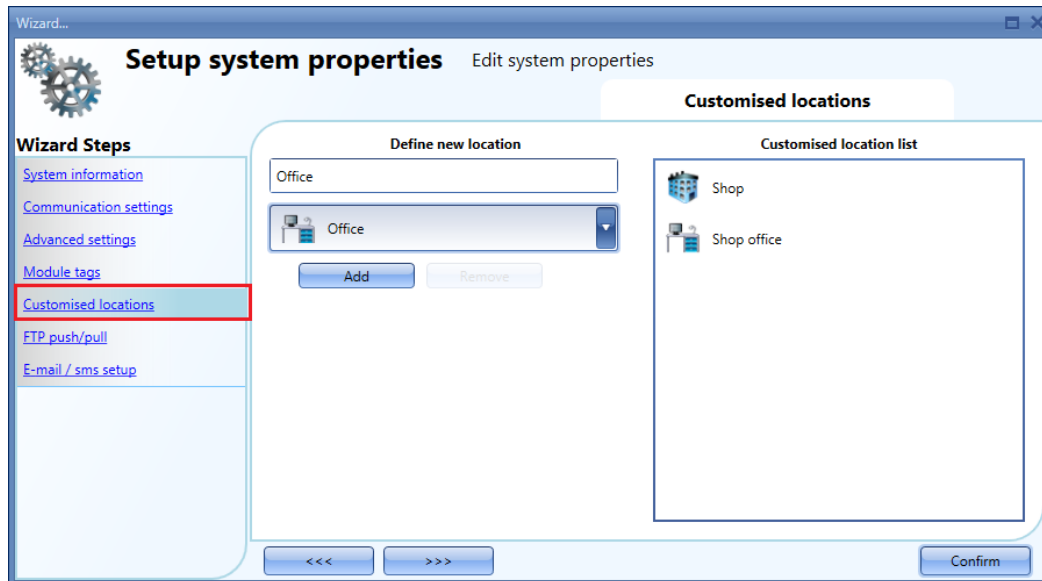 Wizard...
Setup system properties
Edit system properties
Customised locations
Wizard Steps
System information
Communication settings
Advanced settings
Module tags
Customised locations
FTP push/pull
E-mail / sms setup
Define new location
Office
Office
Add
Remove
Customised location list
Shop
Shop office
<<<
>>>
Confirm